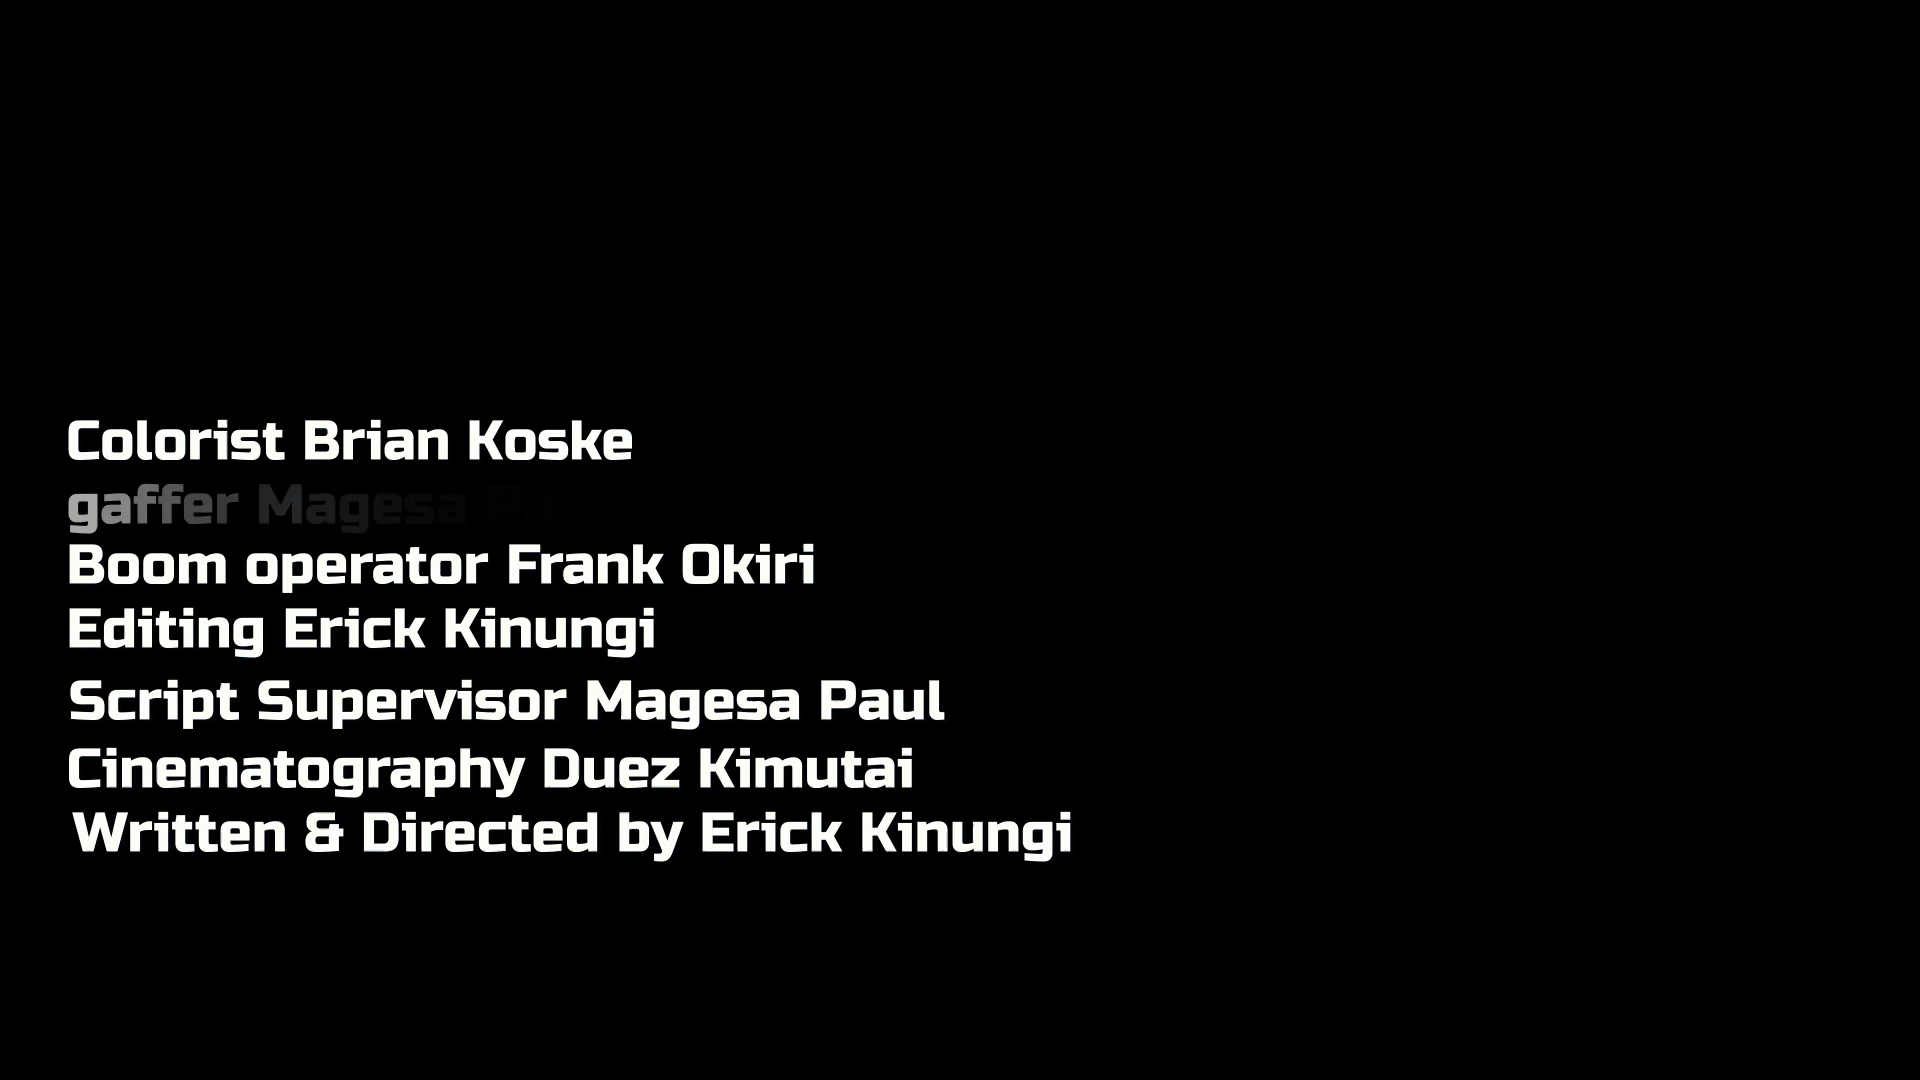 Colorist Brian Koske
gaffer Magesa
Boom operator Frank Okiri
Editing Erick Kinungi
Script Supervisor Magesa Paul
Cinematography Duez Kimutai
Written & Directed by Erick Kinungi